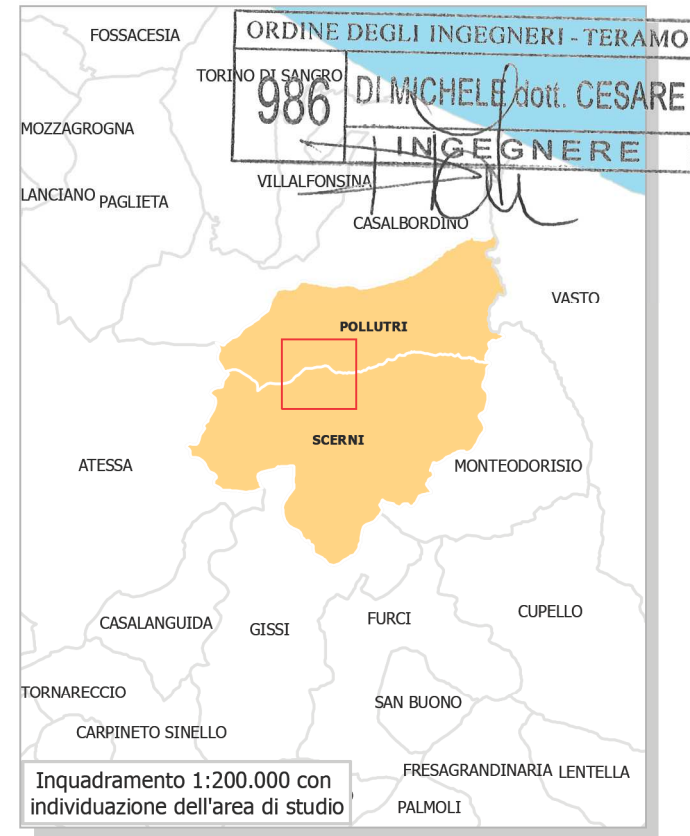 FOSSACESIA
ORDINE DEGLI INGEGNERI - TERAMO
TORINO DI SANGRO
986
DI MICHELE dott. CESARE
MOZZAGROGNA
INGEGNERE
VILLALFONSINA
LANCIANO
PAGLIETA
CASALBORDINO
VASTO
POLLUTRI
SCERNI
ATESSA
MONTEODORISIO
CASALANGUIDA
GISSI
FURCI
CUPELLO
TORNARECCIO
SAN BUONO
CARPINETO SINELLO
FRESAGRANDINARIA
LENTELLA
Inquadramento 1:200.000 con
individuazione dell'area di studio
PALMOLI